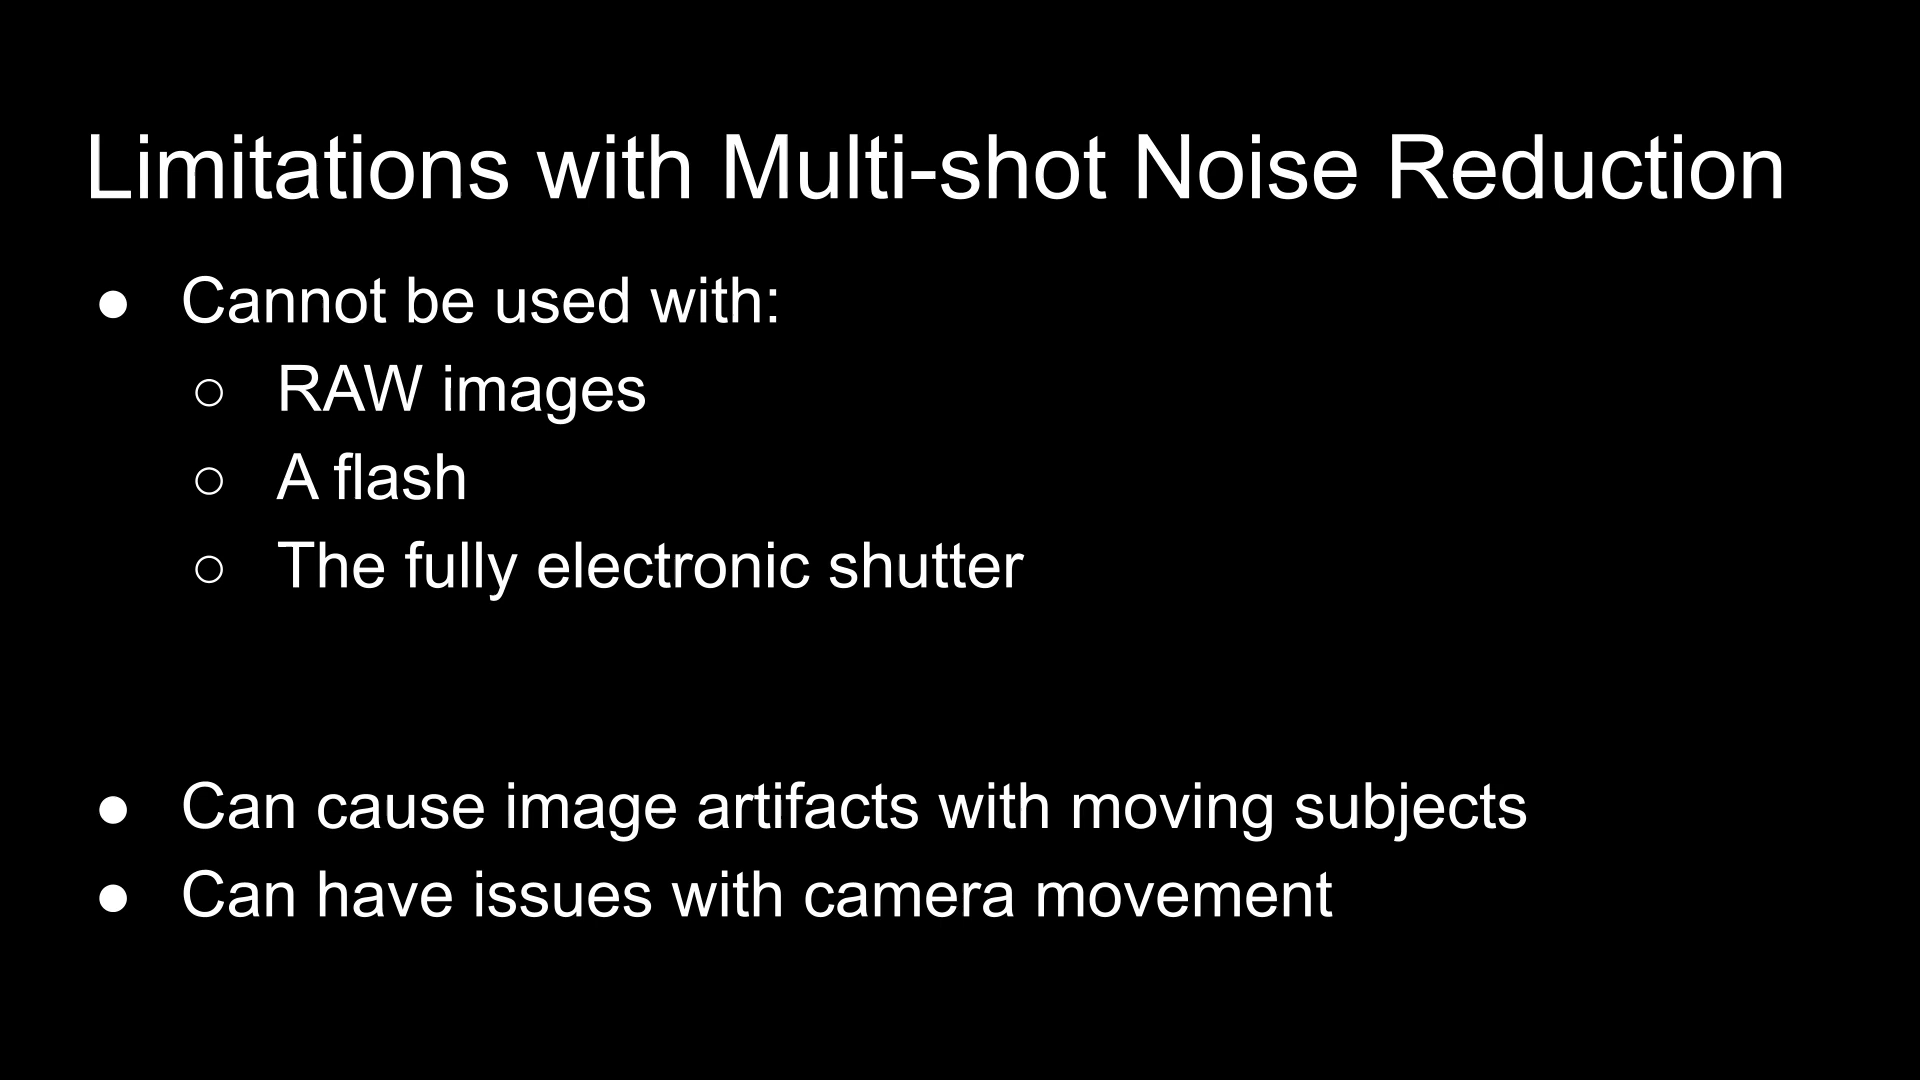 Limitations with Multi-shot Noise Reduction
● Cannot be used with:
○ RAW images
○ A flash
○ The fully electronic shutter
● Can cause image artifacts with moving subjects
● Can have issues with camera movement